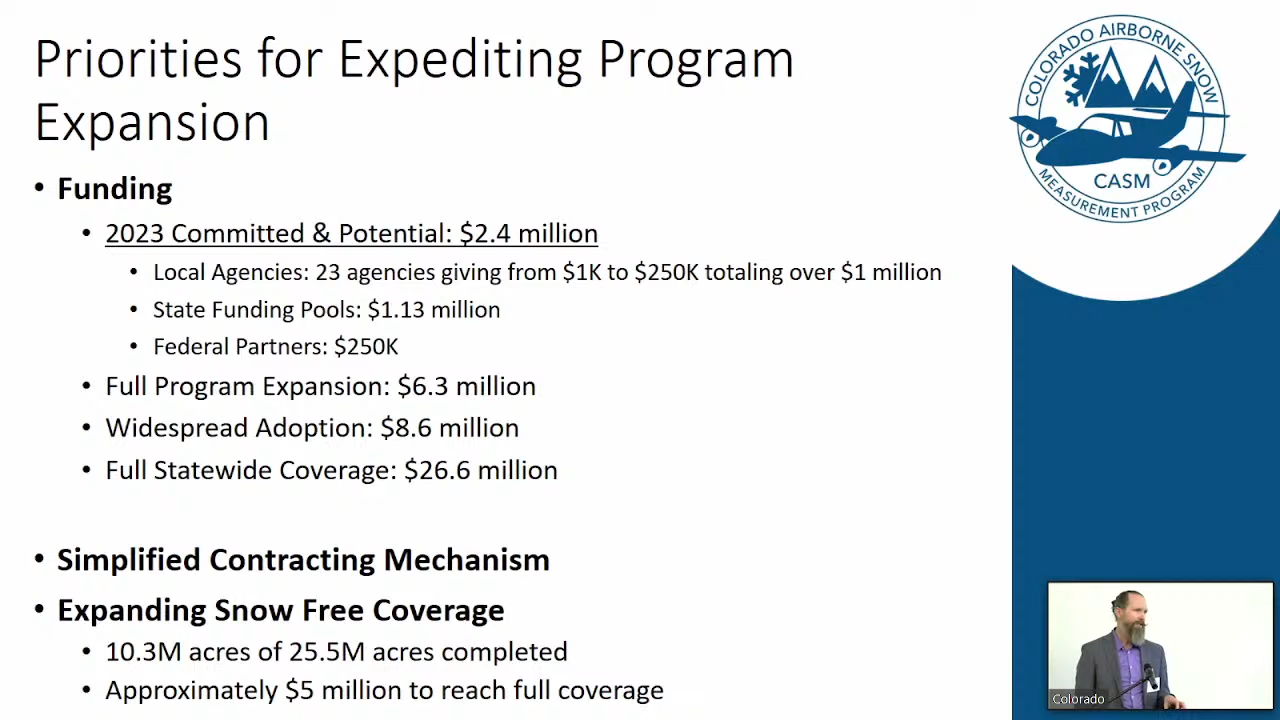 Priorities for Expediting Program
Expansion
• Funding
• 2023 Committed & Potential: $2.4 million
• Local Agencies: 23 agencies giving from $1K to $250K totaling over $1 million
• State Funding Pools: $1.13 million
• Federal Partners: $250K
• Full Program Expansion: $6.3 million
• Widespread Adoption: $8.6 million
• Full Statewide Coverage: $26.6 million
• Simplified Contracting Mechanism
• Expanding Snow Free Coverage
• 10.3M acres of 25.5M acres completed
• Approximately $5 million to reach full coverage
COLORADO AIRBORNE SNOW
CASM
MEASUREMENT PROGRAM
Colorado